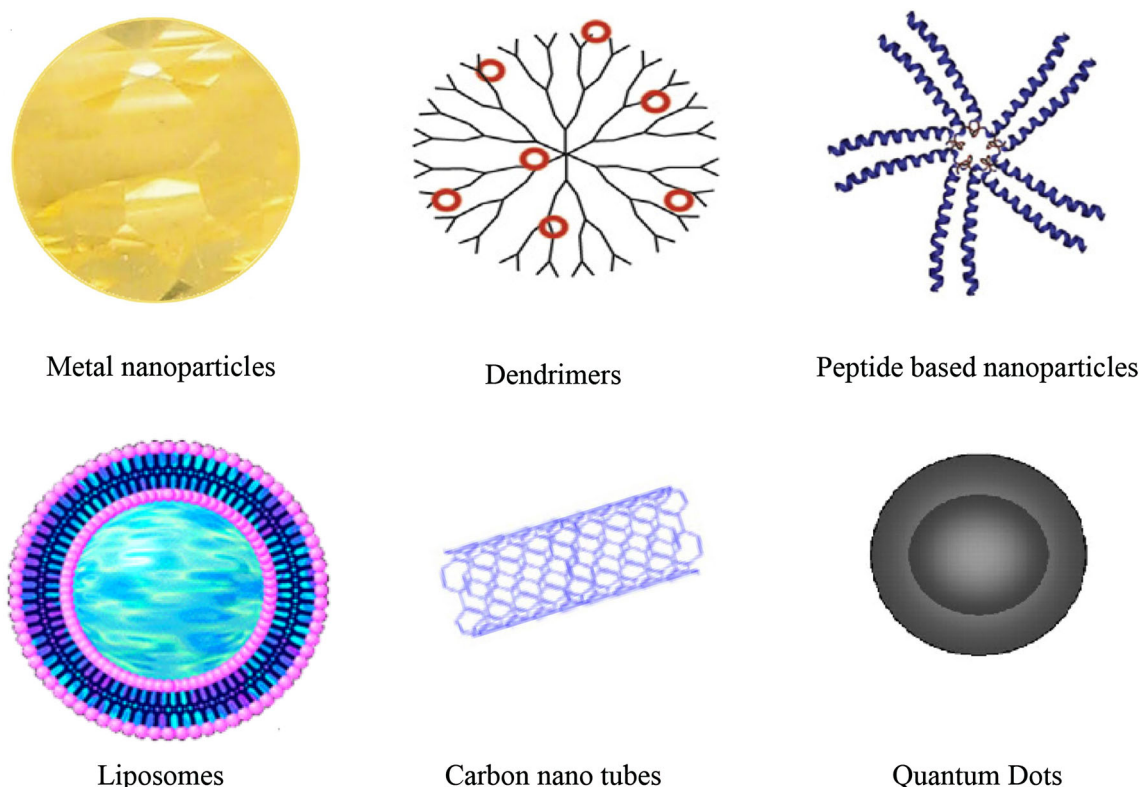 Metal nanoparticles
Dendrimers
Peptide based nanoparticles
Liposomes
Carbon nano tubes
Quantum Dots